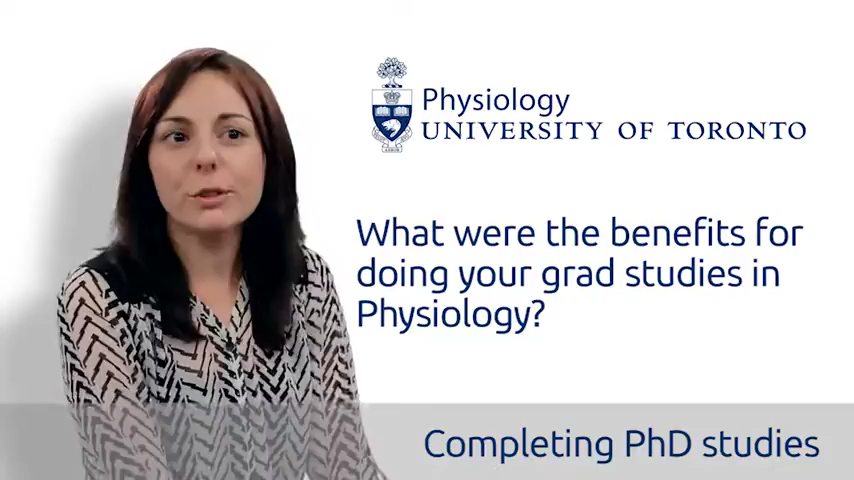 Physiology
UNIVERSITY OF TORONTO
What were the benefits for
doing your grad studies in
Physiology?
Completing PhD studies